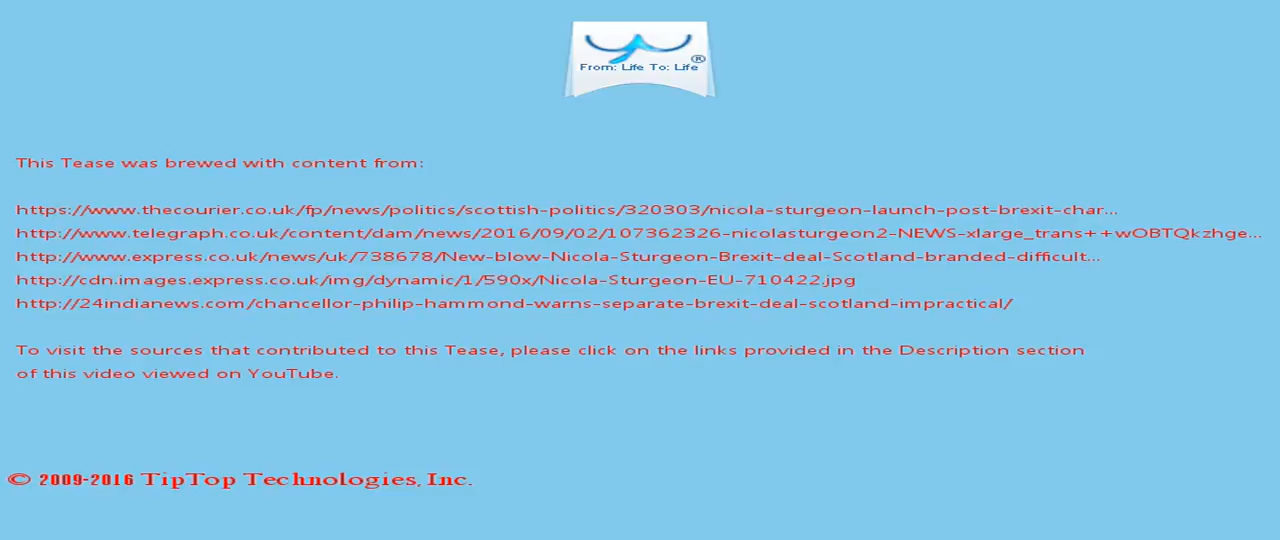 From: Life To: Life®
This Tease was brewed with content from:
https://www.thecourier.co.uk/fp/news/politics/scottish-politics/320303/nicola-sturgeon-launch-post-brexit-char...
http://www.telegraph.co.uk/content/dam/news/2016/09/02/107362326-nicolasturgeon2-NEWS-xlarge_trans++wOBTQkzhge...
http://www.express.co.uk/news/uk/738678/New-blow-Nicola-Sturgeon-Brexit-deal-Scotland-branded-difficult...
http://cdn.images.express.co.uk/img/dynamic/1/590x/Nicola-Sturgeon-EU-710422.jpg
http://24indianews.com/chancellor-philip-hammond-warns-separate-brexit-deal-scotland-impractical/
To visit the sources that contributed to this Tease, please click on the links provided in the Description section
of this video viewed on YouTube.
© 2009-2016 TipTop Technologies, Inc.